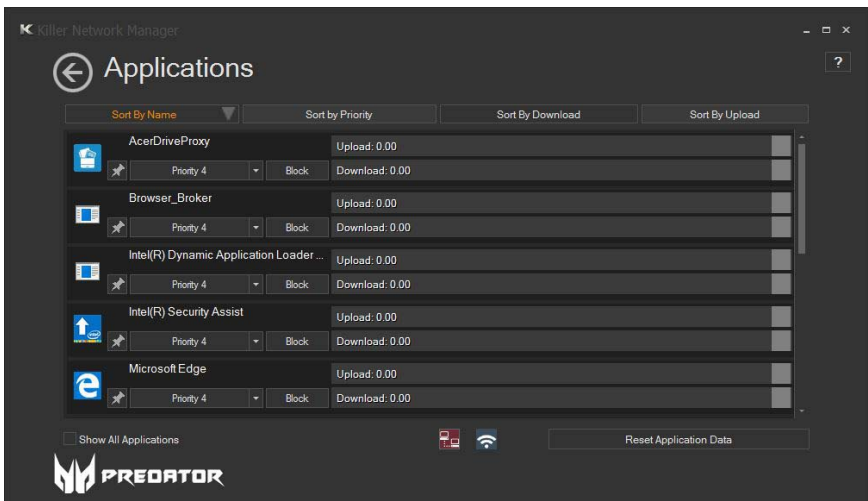 Killer Network Manager
Applications
?
Sort By Name
Sort by Priority
Sort By Download
Sort By Upload
AcerDriveProxy
Upload: 0.00
Priority 4
Block
Download: 0.00
Browser_Broker
Upload: 0.00
Priority 4
Block
Download: 0.00
Intel(R) Dynamic Application Loader ...
Upload: 0.00
Priority 4
Block
Download: 0.00
Intel(R) Security Assist
Upload: 0.00
Priority 4
Block
Download: 0.00
Microsoft Edge
Upload: 0.00
Priority 4
Block
Download: 0.00
Show All Applications
Reset Application Data
PREDATOR